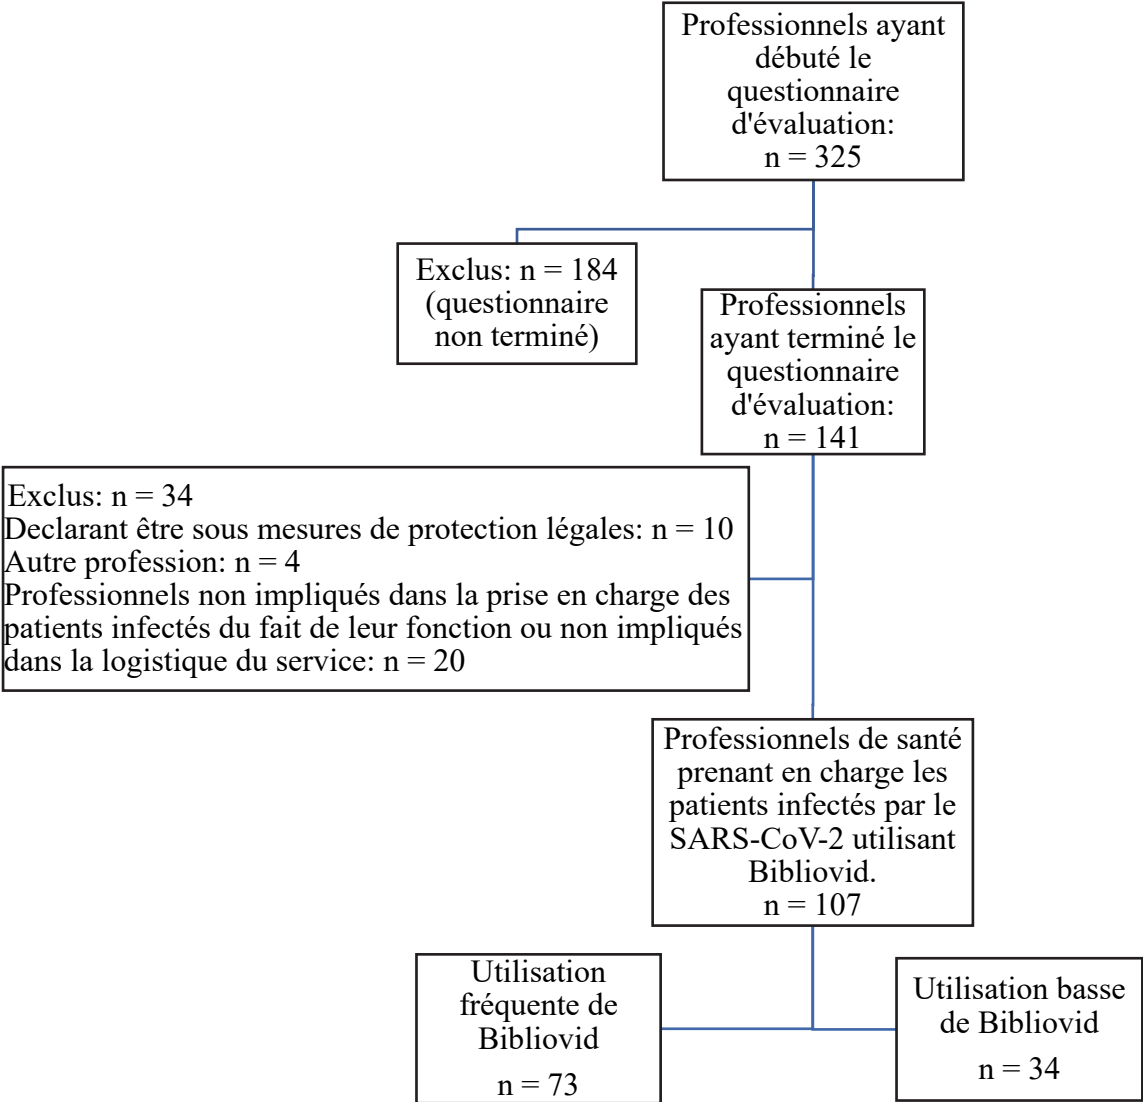 Professionnels ayant
débuté le
questionnaire
d'évaluation:
n = 325
Exclus: n = 184
(questionnaire
non terminé)
Professionnels
ayant terminé le
questionnaire
d'évaluation:
n = 141
Exclus: n = 34
Declarant être sous mesures de protection légales: n = 10
Autre profession: n = 4
Professionnels non impliqués dans la prise en charge des
patients infectés du fait de leur fonction ou non impliqués
dans la logistique du service: n = 20
Professionnels de santé
prenant en charge les
patients infectés par le
SARS-CoV-2 utilisant
Bibliovid.
n = 107
Utilisation
fréquente de
Bibliovid
n = 73
Utilisation basse
de Bibliovid
n = 34